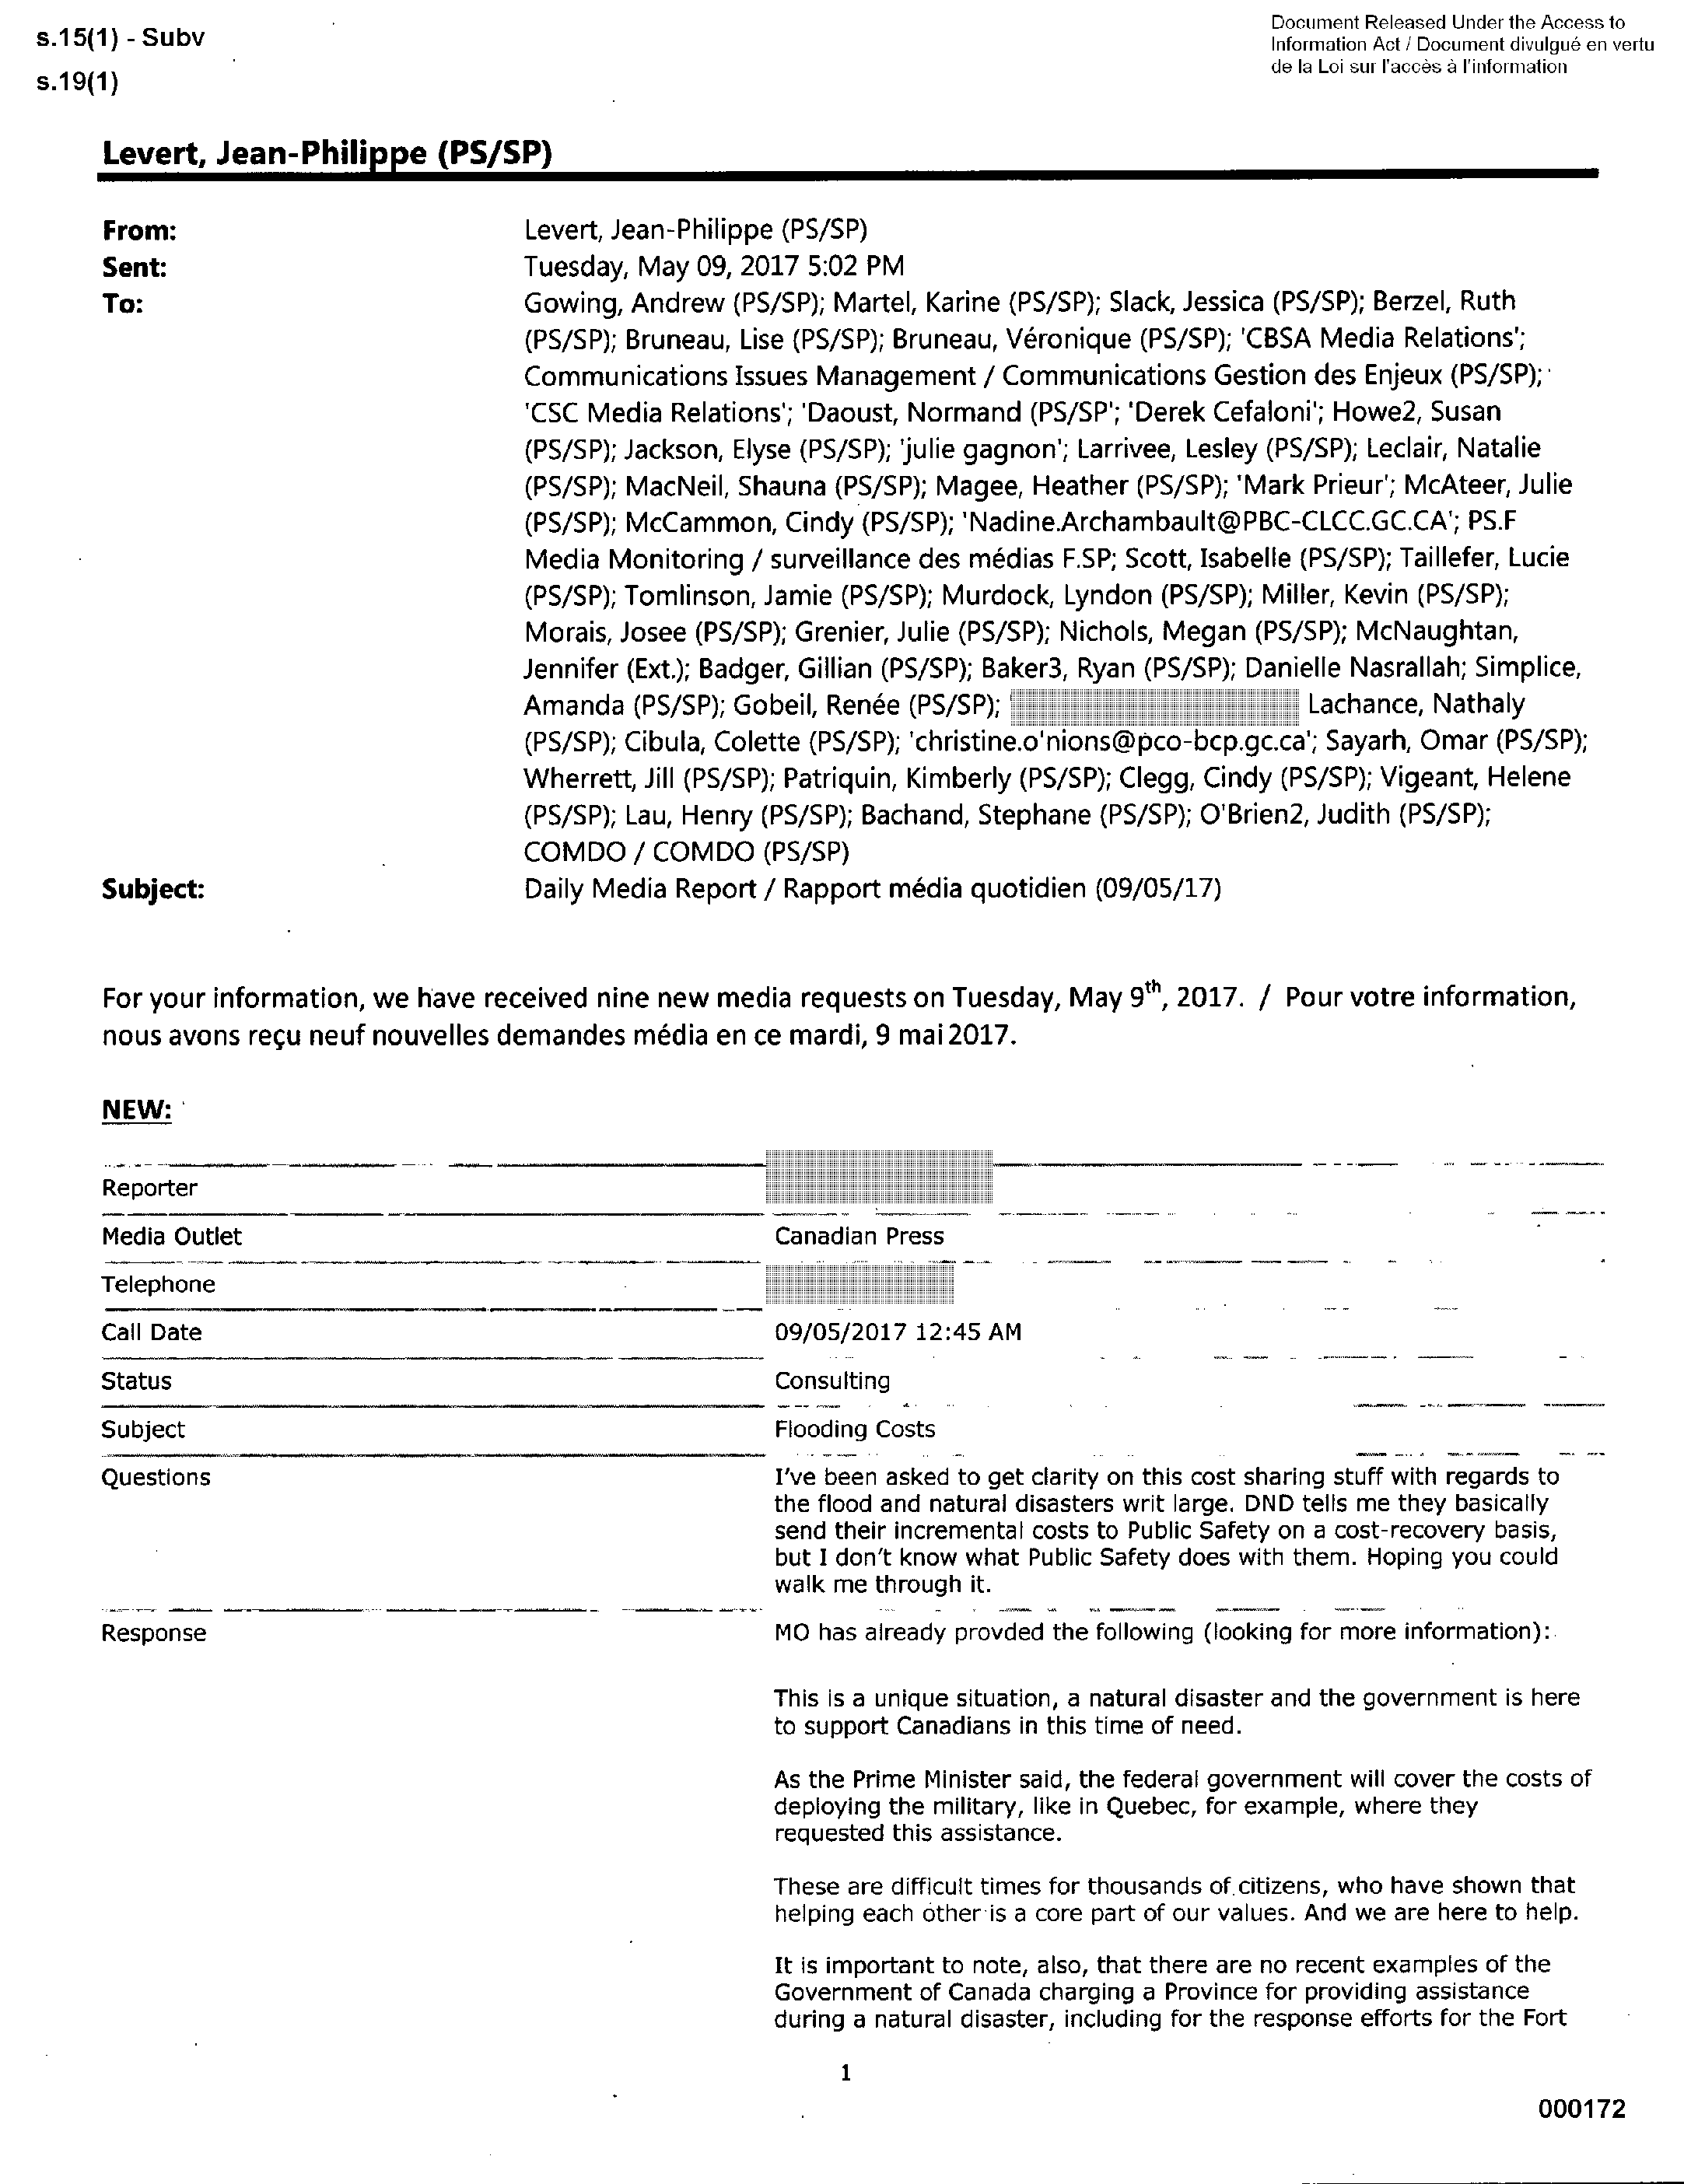 s.15(1) - Subv
s.19(1)
Document Released Under the Access to
Information Act / Document divulgué en vertu
de la Loi sur l'accès à l'information
Levert, Jean-Philippe (PS/SP)
From: Levert, Jean-Philippe (PS/SP)
Sent: Tuesday, May 09, 2017 5:02 PM
To: Gowing, Andrew (PS/SP); Martel, Karine (PS/SP); Slack, Jessica (PS/SP); Berzel, Ruth
(PS/SP); Bruneau, Lise (PS/SP); Bruneau, Véronique (PS/SP); 'CBSA Media Relations';
Communications Issues Management / Communications Gestion des Enjeux (PS/SP);
'CSC Media Relations'; 'Daoust, Normand (PS/SP'; 'Derek Cefaloni'; Howe2, Susan
(PS/SP); Jackson, Elyse (PS/SP); 'julie gagnon'; Larrivee, Lesley (PS/SP); Leclair, Natalie
(PS/SP); MacNeil, Shauna (PS/SP); Magee, Heather (PS/SP); 'Mark Prieur'; McAteer, Julie
(PS/SP); McCammon, Cindy (PS/SP); 'Nadine.Archambault@PBC-CLCC.GC.CA'; PS.F
Media Monitoring / surveillance des médias F.SP; Scott, Isabelle (PS/SP); Taillefer, Lucie
(PS/SP); Tomlinson, Jamie (PS/SP); Murdock, Lyndon (PS/SP); Miller, Kevin (PS/SP);
Morais, Josee (PS/SP); Grenier, Julie (PS/SP); Nichols, Megan (PS/SP); McNaughtan,
Jennifer (Ext.); Badger, Gillian (PS/SP); Baker3, Ryan (PS/SP); Danielle Nasrallah; Simplice,
Amanda (PS/SP); Gobeil, Renée (PS/SP); Lachance, Nathaly
(PS/SP); Cibula, Colette (PS/SP); 'christine.o'nions@pco-bcp.gc.ca'; Sayarh, Omar (PS/SP);
Wherrett, Jill (PS/SP); Patriquin, Kimberly (PS/SP); Clegg, Cindy (PS/SP); Vigeant, Helene
(PS/SP); Lau, Henry (PS/SP); Bachand, Stephane (PS/SP); O'Brien2, Judith (PS/SP);
COMDO / COMDO (PS/SP)
Subject: Daily Media Report / Rapport média quotidien (09/05/17)
For your information, we have received nine new media requests on Tuesday, May 9th, 2017. / Pour votre information,
nous avons reçu neuf nouvelles demandes média en ce mardi, 9 mai 2017.
NEW:
Reporter
Media Outlet Canadian Press
Telephone
Call Date 09/05/2017 12:45 AM
Status Consulting
Subject Flooding Costs
Questions I've been asked to get clarity on this cost sharing stuff with regards to
the flood and natural disasters writ large. DND tells me they basically
send their incremental costs to Public Safety on a cost-recovery basis,
but I don't know what Public Safety does with them. Hoping you could
walk me through it.
Response MO has already provded the following (looking for more information):
This is a unique situation, a natural disaster and the government is here
to support Canadians in this time of need.
As the Prime Minister said, the federal government will cover the costs of
deploying the military, like in Quebec, for example, where they
requested this assistance.
These are difficult times for thousands of citizens, who have shown that
helping each other is a core part of our values. And we are here to help.
It is important to note, also, that there are no recent examples of the
Government of Canada charging a Province for providing assistance
during a natural disaster, including for the response efforts for the Fort
1
000172